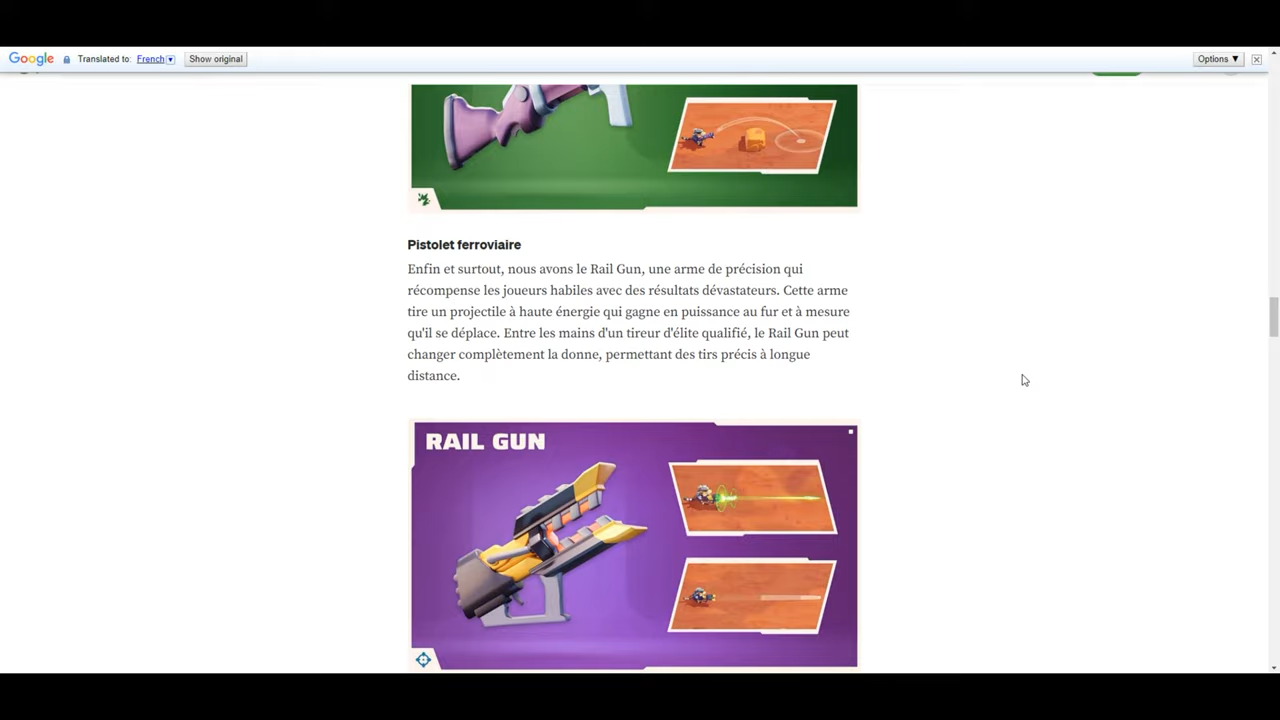 Google Translated to: French ▼ Show original Options ▼
Pistolet ferroviaire
Enfin et surtout, nous avons le Rail Gun, une arme de précision qui
récompense les joueurs habiles avec des résultats dévastateurs. Cette arme
tire un projectile à haute énergie qui gagne en puissance au fur et à mesure
qu'il se déplace. Entre les mains d'un tireur d'élite qualifié, le Rail Gun peut
changer complètement la donne, permettant des tirs précis à longue
distance.
RAIL GUN